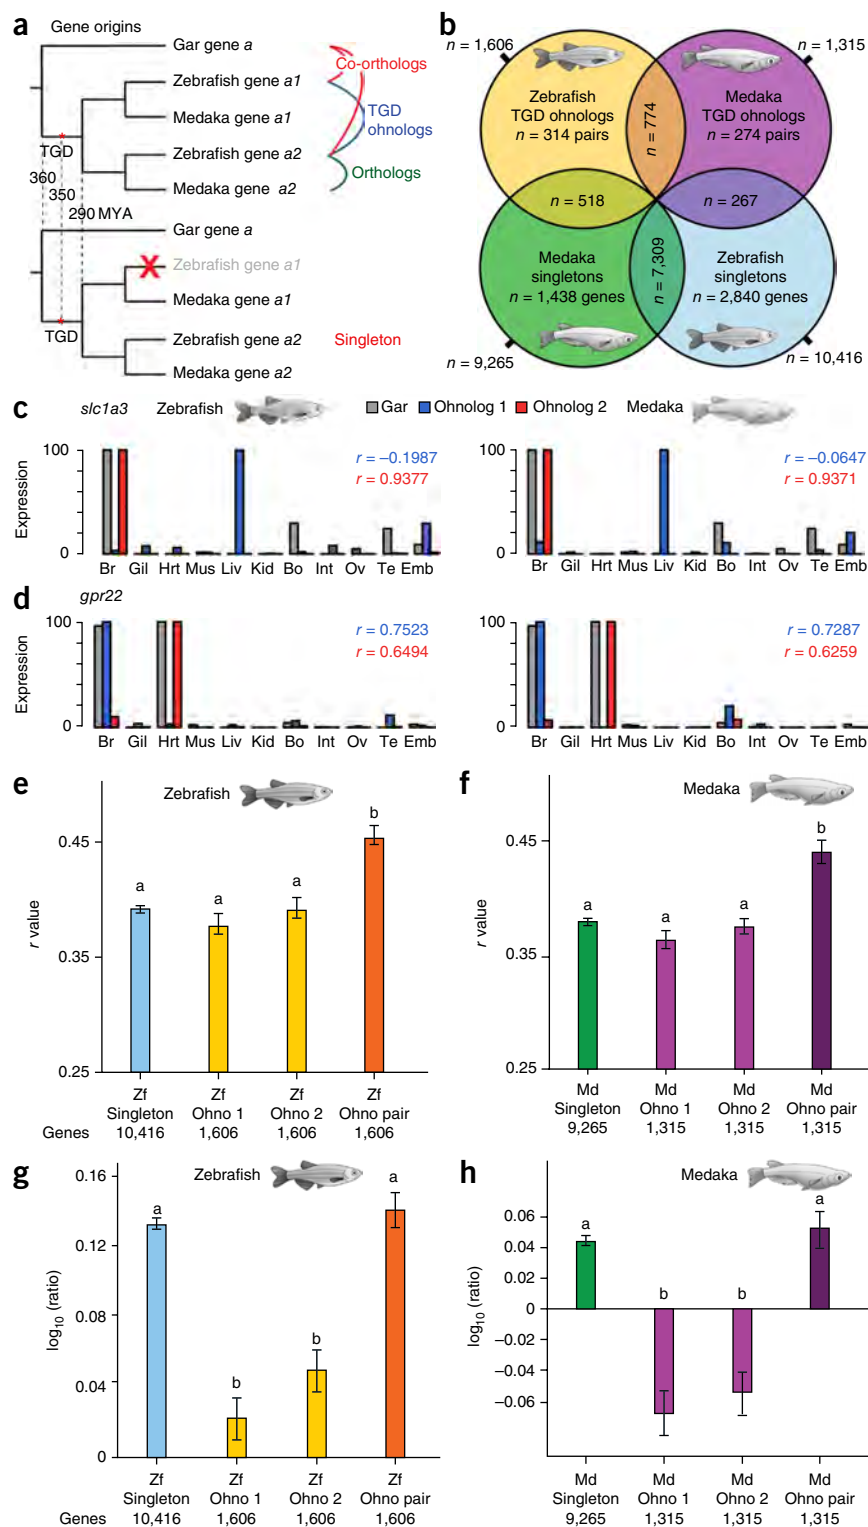 a
Gene origins
Gar gene a
Zebrafish gene a1
Medaka gene a1
Zebrafish gene a2
Medaka gene a2
Co-orthologs
TGD
ohnologs
Orthologs
TGD
360
350
290 MYA
Gar gene a
Zebrafish gene a1
X
Medaka gene a1
Zebrafish gene a2
Medaka gene a2
Singleton
TGD
b
n = 1,606
n = 1,315
Zebrafish
TGD ohnologs
n = 314 pairs
n = 774
Medaka
TGD ohnologs
n = 274 pairs
n = 518
n = 267
Medaka
singletons
n = 1,438 genes
n = 7,309
Zebrafish
singletons
n = 2,840 genes
n = 9,265
n = 10,416
c
slc1a3
Zebrafish
Gar
Ohnolog 1
Ohnolog 2
Medaka
Expression
100
0
r = –0.1987
r = 0.9377
Br Gil Hrt Mus Liv Kid Bo Int Ov Te Emb
100
0
r = –0.0647
r = 0.9371
Br Gil Hrt Mus Liv Kid Bo Int Ov Te Emb
d
gpr22
Expression
100
0
r = 0.7523
r = 0.6494
Br Gil Hrt Mus Liv Kid Bo Int Ov Te Emb
100
0
r = 0.7287
r = 0.6259
Br Gil Hrt Mus Liv Kid Bo Int Ov Te Emb
e
Zebrafish
r value
0.45
0.35
0.25
a a a b
Zf Zf Zf Zf
Singleton Ohno 1 Ohno 2 Ohno pair
Genes 10,416 1,606 1,606 1,606
f
Medaka
r value
0.45
0.35
0.25
a a a b
Md Md Md Md
Singleton Ohno 1 Ohno 2 Ohno pair
9,265 1,315 1,315 1,315
g
Zebrafish
log10 (ratio)
0.16
0.12
0.08
0.04
0
a b b a
Zf Zf Zf Zf
Singleton Ohno 1 Ohno 2 Ohno pair
Genes 10,416 1,606 1,606 1,606
h
Medaka
log10 (ratio)
0.06
0.04
0.02
0
–0.02
–0.04
–0.06
a b b a
Md Md Md Md
Singleton Ohno 1 Ohno 2 Ohno pair
9,265 1,315 1,315 1,315